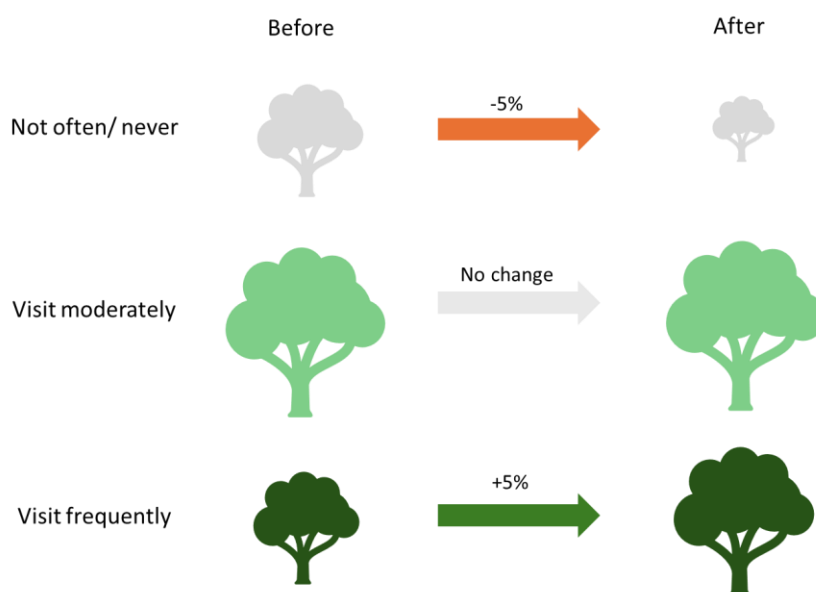 Before
After
Not often/ never
-5%
Visit moderately
No change
Visit frequently
+5%